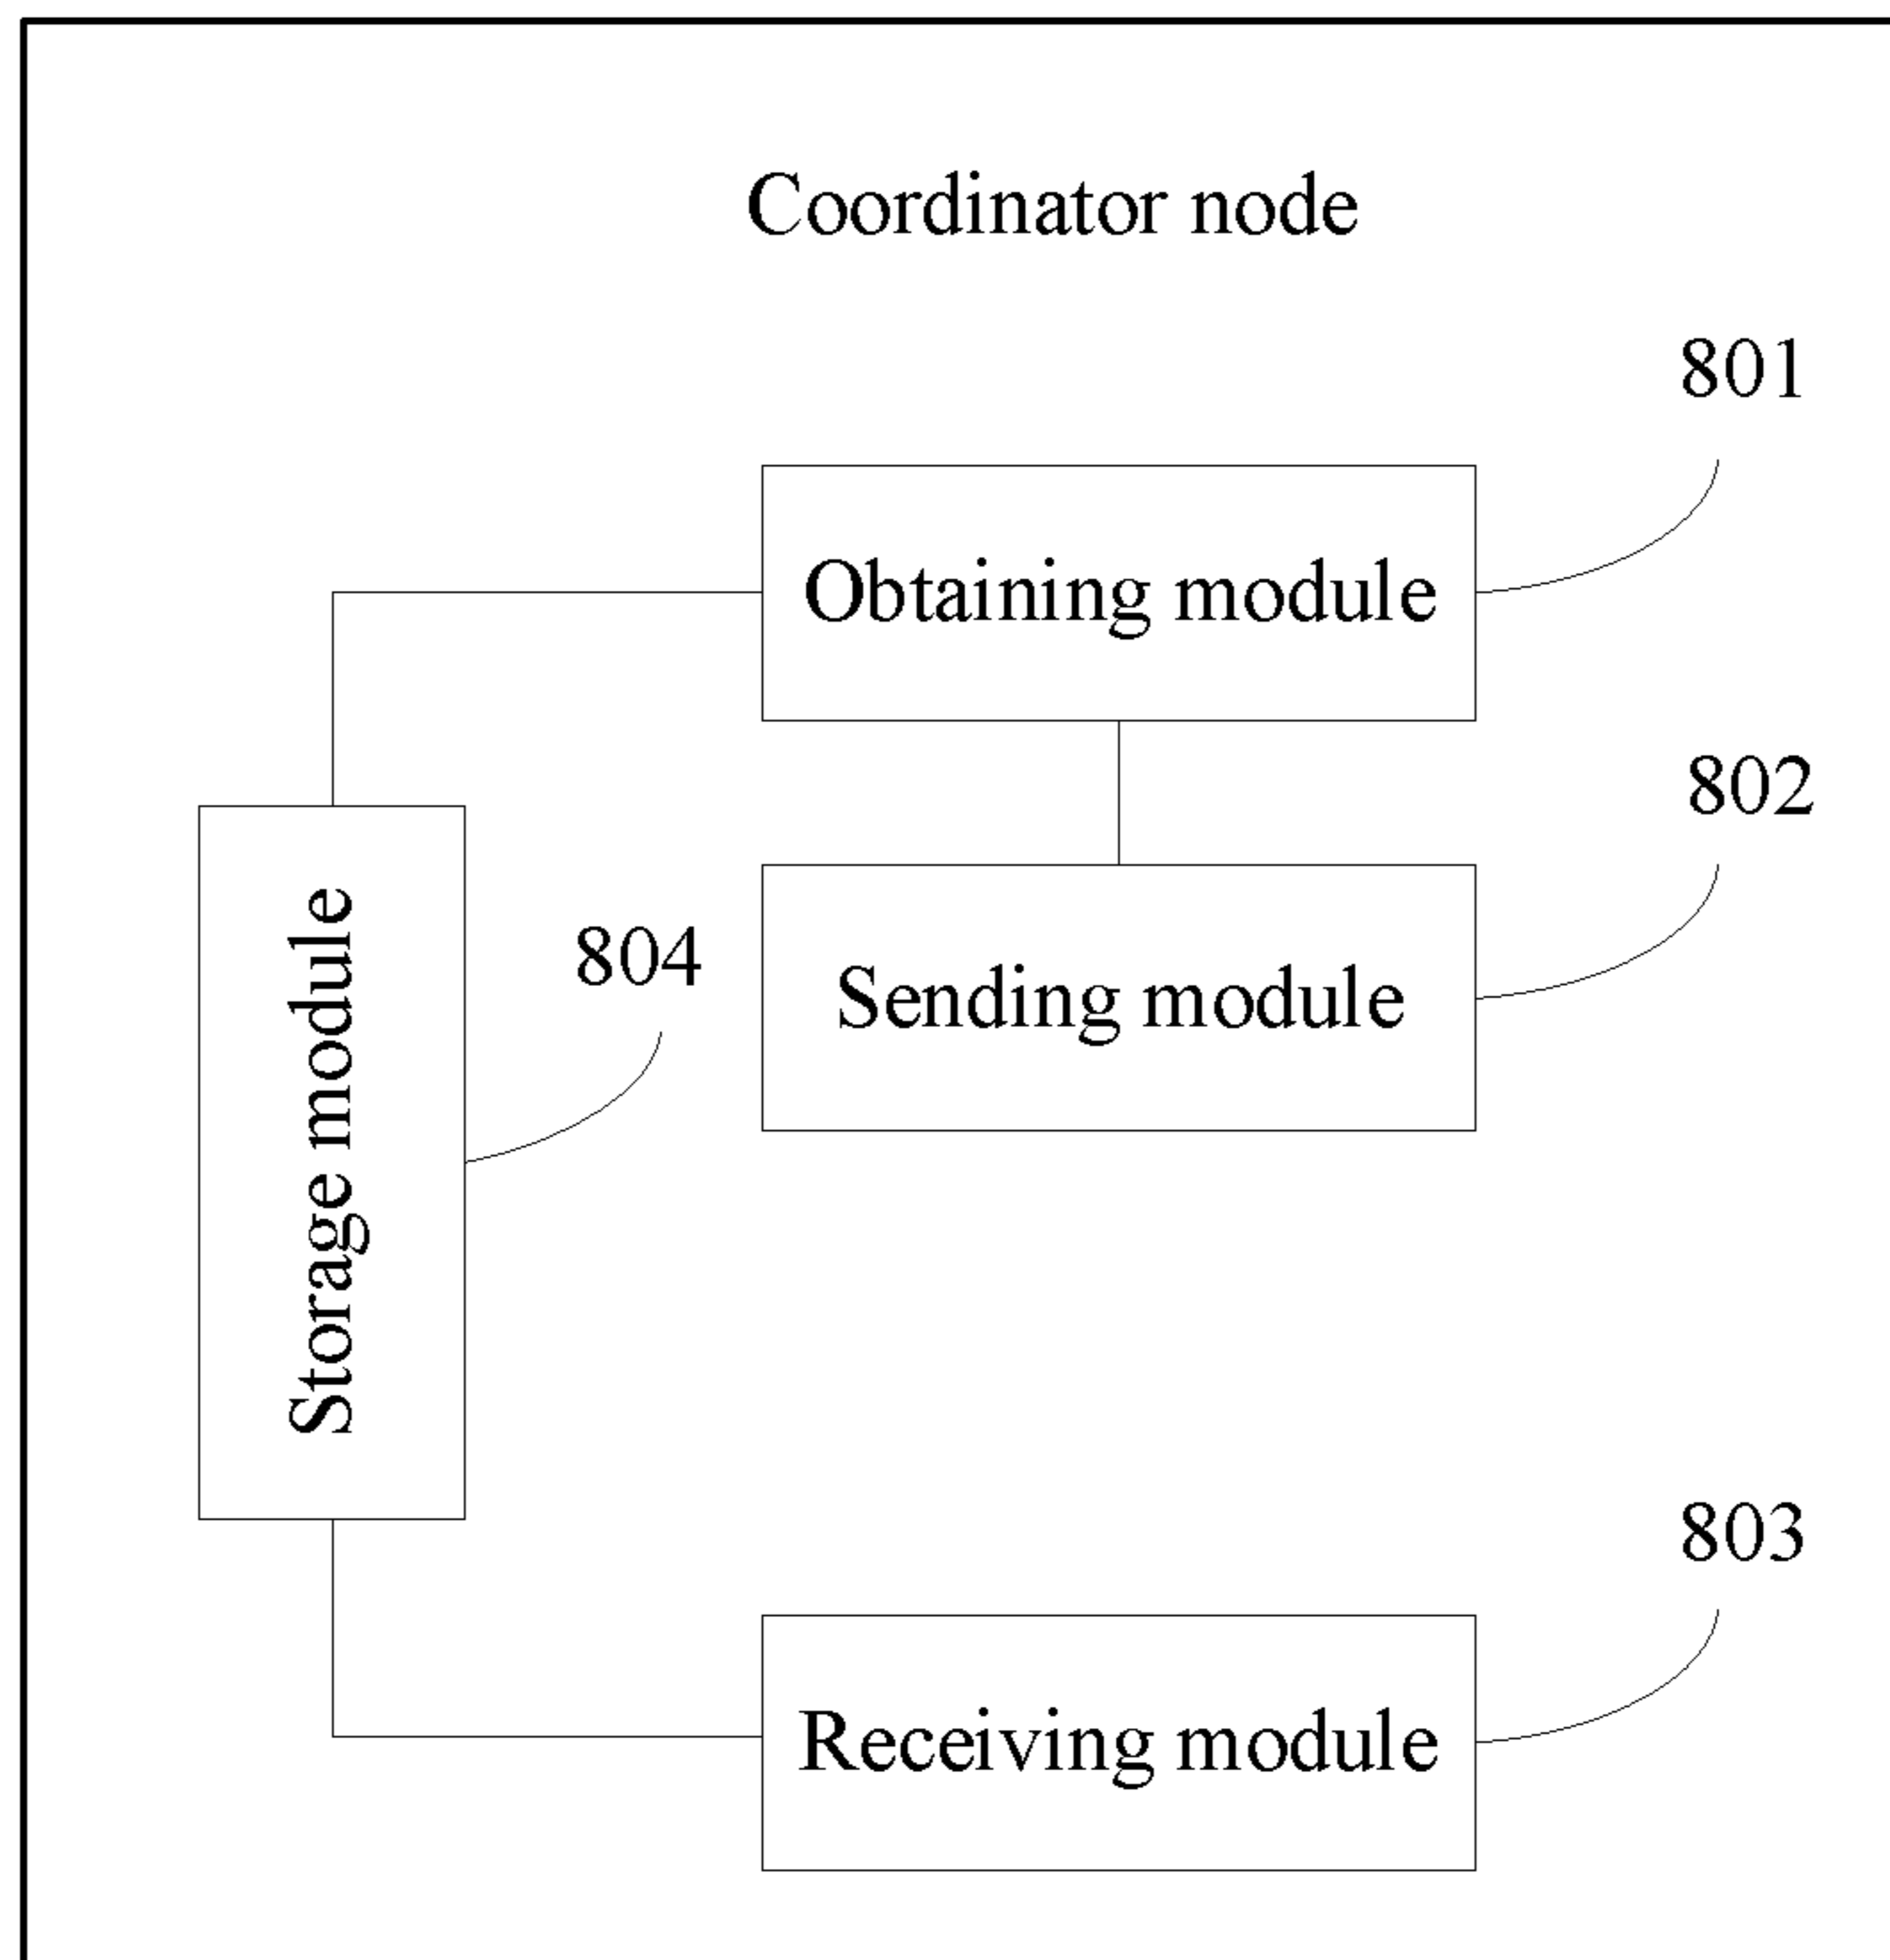 Coordinator node
801
Obtaining module
802
Sending module
804
Storage module
803
Receiving module